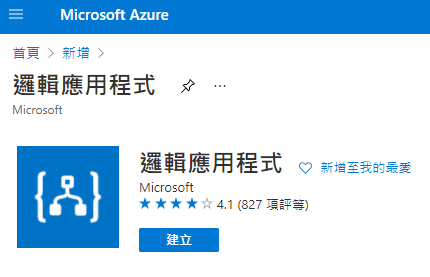 Microsoft Azure
首頁 > 新增 >
邏輯應用程式
Microsoft
邏輯應用程式
新增至我的最愛
Microsoft
4.1 (827 項評等)
建立